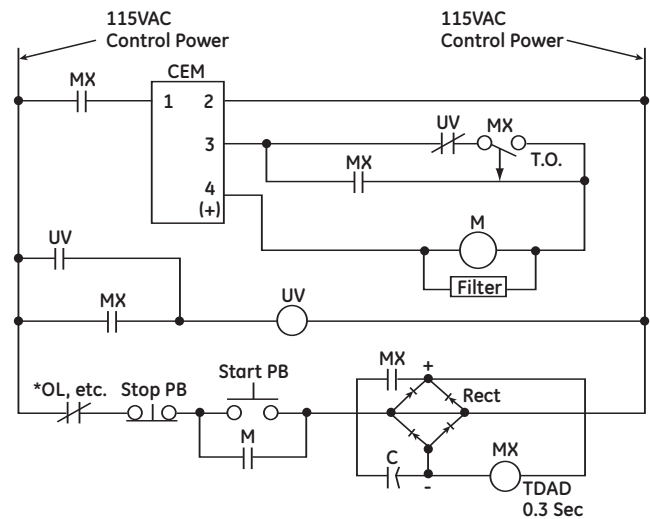 115VAC
Control Power
115VAC
Control Power
CEM
MX
1
2
UV
MX
3
T.O.
MX
4
(+)
M
UV
Filter
MX
UV
MX
+
Start PB
*OL, etc.
Stop PB
Rect
M
C
MX
-
TDAD
0.3 Sec